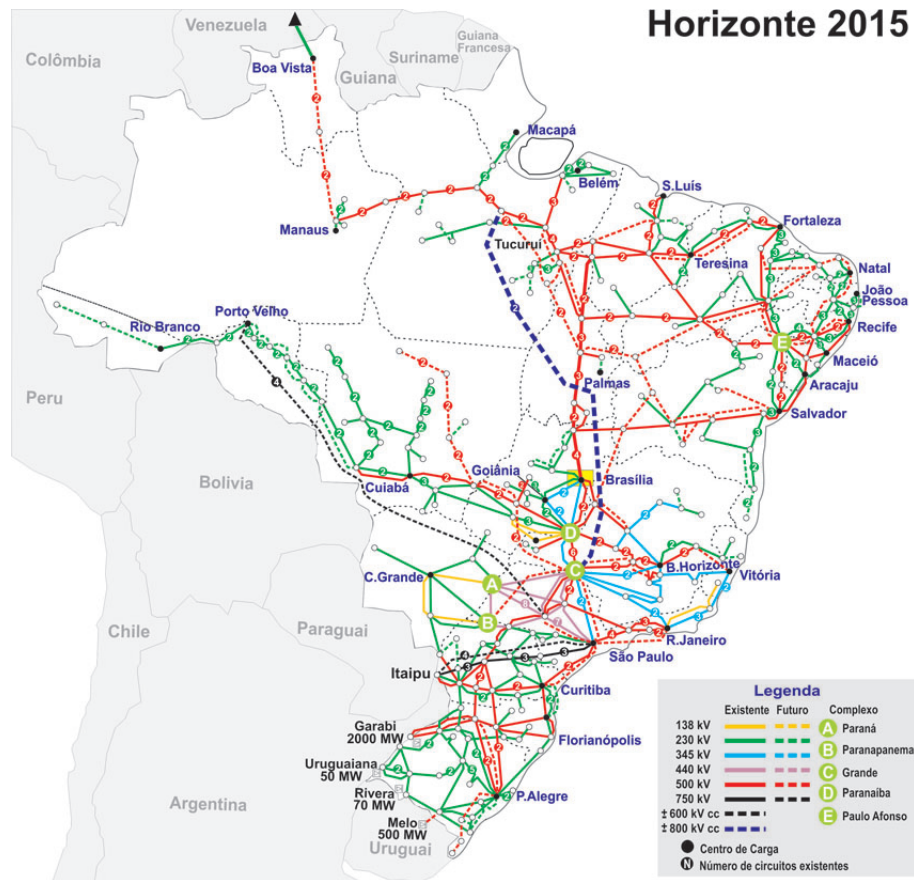 Horizonte 2015
Venezuela
Guiana
Francesa
Colômbia
Suriname
Boa Vista
Guiana
Macapá
Belém
S.Luís
Manaus
Fortaleza
Tucuruí
Teresina
Natal
João
Pessoa
Porto Velho
Rio Branco
Recife
E
Maceió
Palmas
Aracaju
Peru
Salvador
Goiânia
Brasília
Bolívia
Cuiabá
D
B.Horizonte
C
Vitória
C.Grande
A
B
Chile
Paraguai
R.Janeiro
São Paulo
Itaipu
Curitiba
Garabi
2000 MW
Florianópolis
Uruguaiana
50 MW
Rivera
70 MW
P.Alegre
Argentina
Melo
500 MW
Uruguai
Legenda
Existente Futuro Complexo
138 kV A Paraná
230 kV B Paranapanema
345 kV C Grande
440 kV D Paranaíba
500 kV E Paulo Afonso
750 kV
± 600 kV cc
± 800 kV cc
Centro de Carga
N Número de circuitos existentes